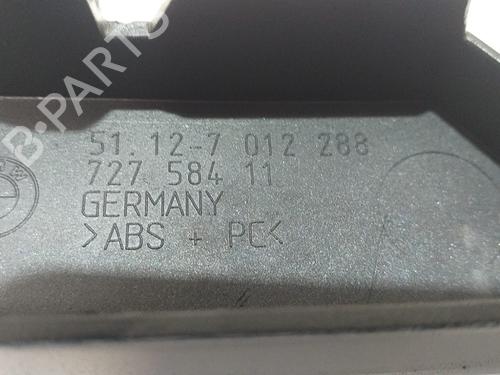 B-PARTS
51.12-7 012 288
727 584 11
GERMANY
>ABS + PC<